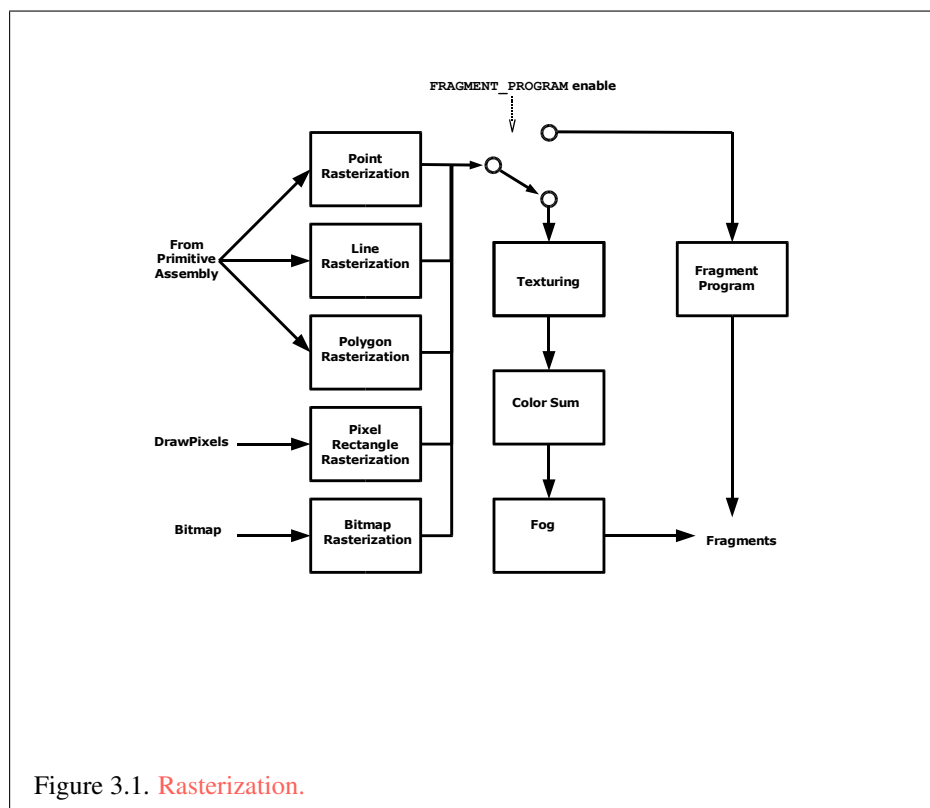 FRAGMENT_PROGRAM enable
Point
Rasterization
From
Primitive
Assembly
Line
Rasterization
Texturing
Fragment
Program
Polygon
Rasterization
Color Sum
DrawPixels
Pixel
Rectangle
Rasterization
Bitmap
Bitmap
Rasterization
Fog
Fragments
Figure 3.1. Rasterization.